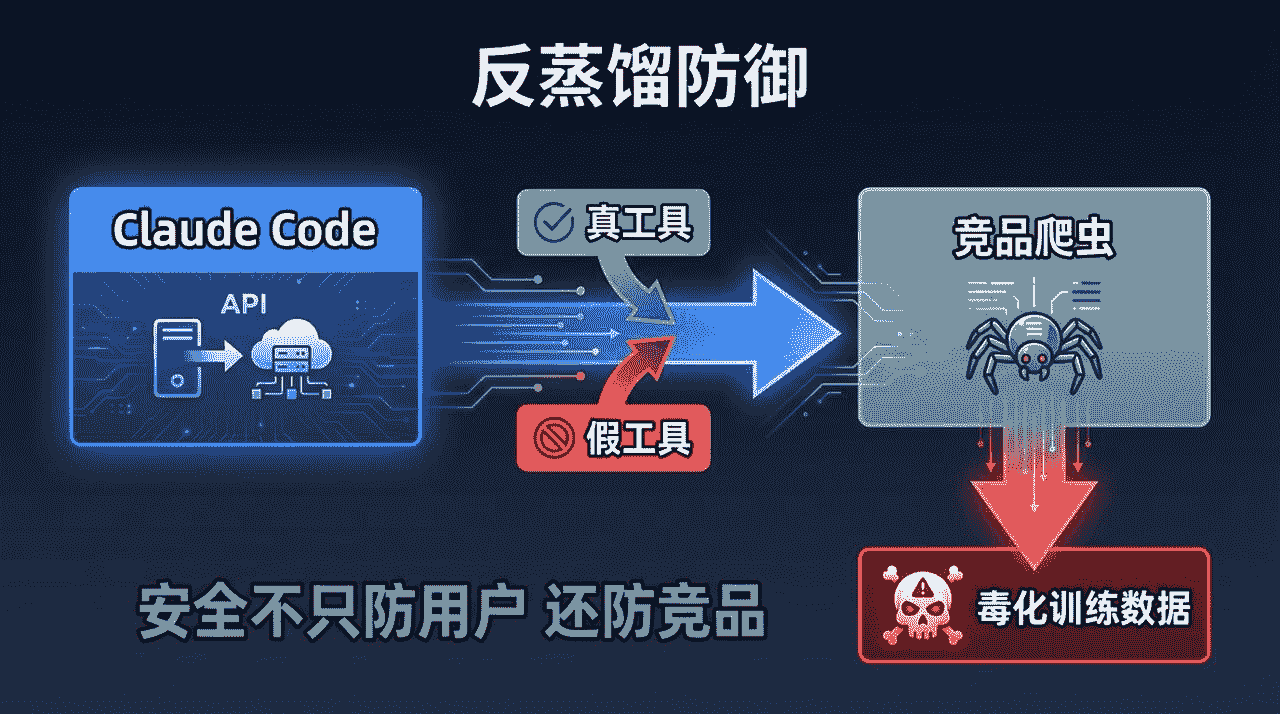 反蒸馏防御
Claude Code
API
真工具
假工具
竞品爬虫
安全不只防用户 还防竞品
毒化训练数据